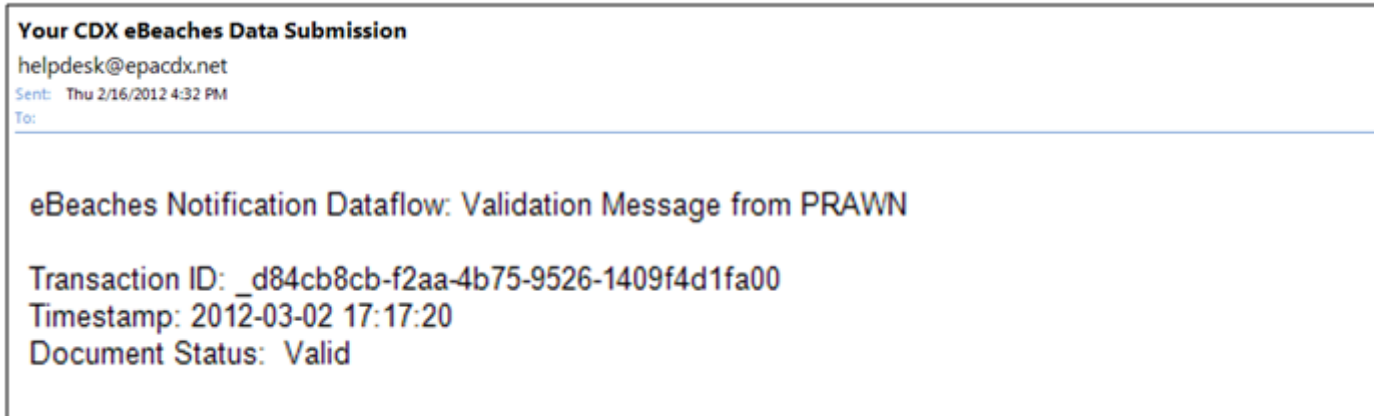 Your CDX eBeaches Data Submission
helpdesk@epacdx.net
Sent: Thu 2/16/2012 4:32 PM
To:
eBeaches Notification Dataflow: Validation Message from PRAWN
Transaction ID: _d84cb8cb-f2aa-4b75-9526-1409f4d1fa00
Timestamp: 2012-03-02 17:17:20
Document Status: Valid